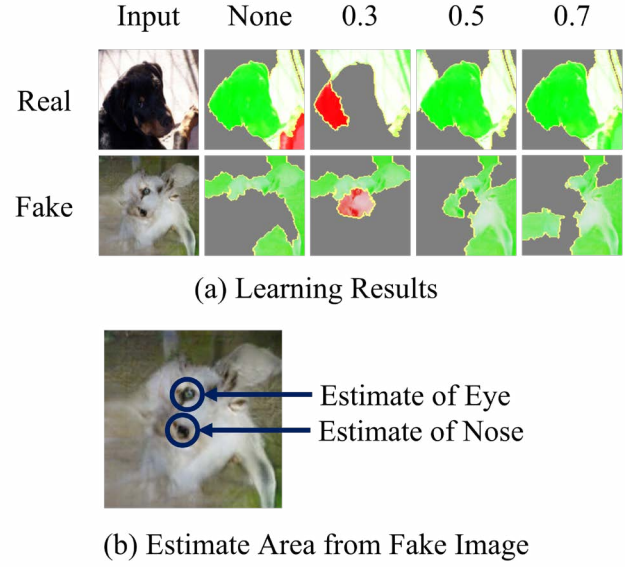 Input None 0.3 0.5 0.7
Real
Fake
(a) Learning Results
Estimate of Eye
Estimate of Nose
(b) Estimate Area from Fake Image